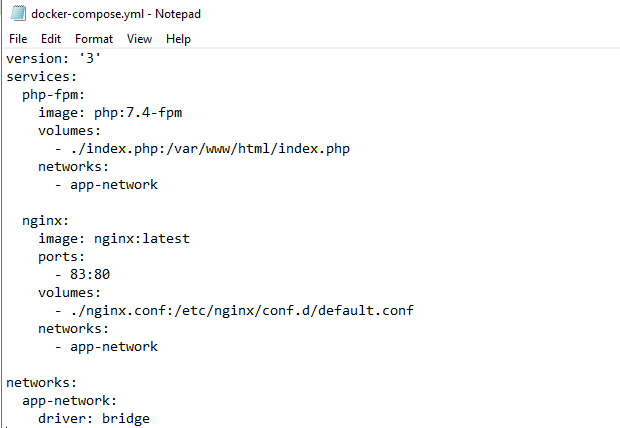 docker-compose.yml - Notepad
File Edit Format View Help
version: '3'
services:
  php-fpm:
    image: php:7.4-fpm
    volumes:
      - ./index.php:/var/www/html/index.php
    networks:
      - app-network

  nginx:
    image: nginx:latest
    ports:
      - 83:80
    volumes:
      - ./nginx.conf:/etc/nginx/conf.d/default.conf
    networks:
      - app-network

networks:
  app-network:
    driver: bridge